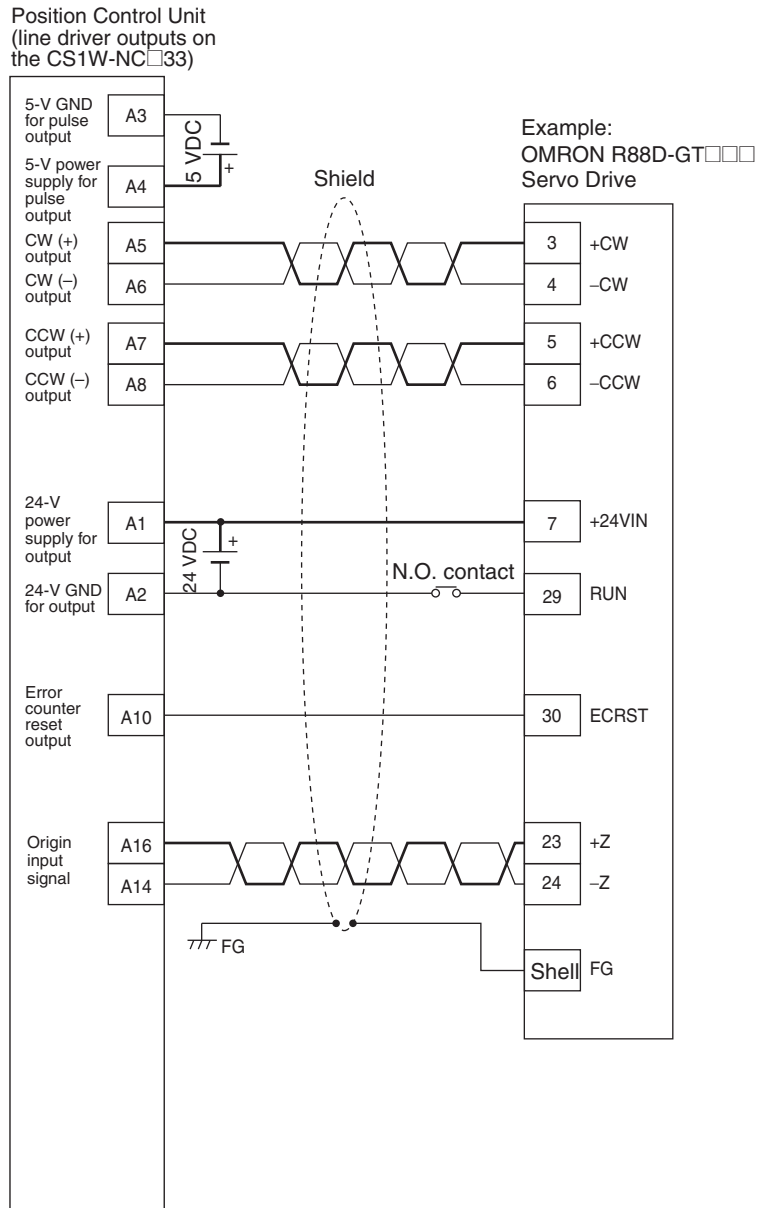 Position Control Unit
(line driver outputs on
the CS1W-NC□33)
5-V GND
for pulse
output
A3
5 VDC
+
5-V power
supply for
pulse
output
A4
Example:
OMRON R88D-GT□□□
Servo Drive
Shield
CW (+)
output
A5
3
+CW
CW (–)
output
A6
4
–CW
CCW (+)
output
A7
5
+CCW
CCW (–)
output
A8
6
–CCW
24-V
power
supply for
output
A1
7
+24VIN
24 VDC
+
24-V GND
for output
A2
N.O. contact
29
RUN
Error
counter
reset
output
A10
30
ECRST
Origin
input
signal
A16
23
+Z
A14
24
–Z
FG
Shell
FG